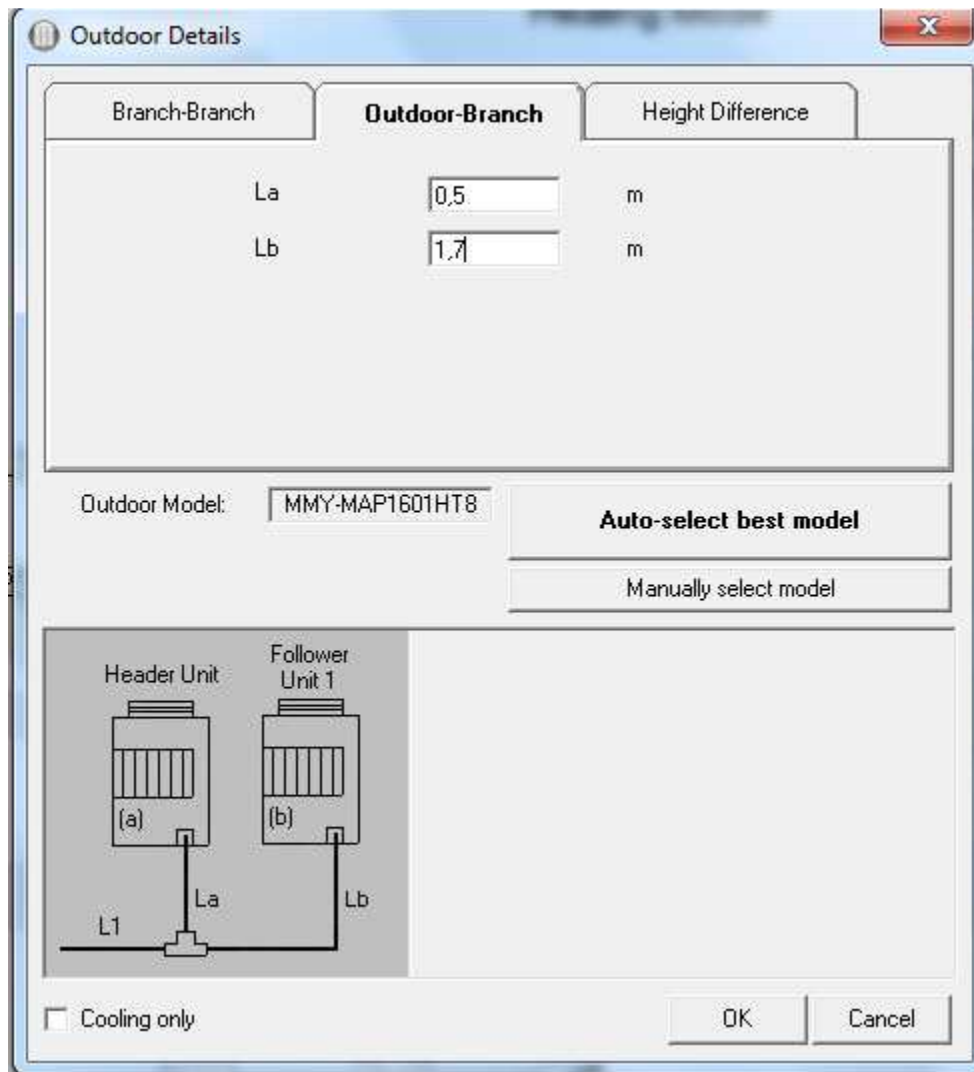 Outdoor Details
Branch-Branch Outdoor-Branch Height Difference
La 0,5 m
Lb 1,7 m
Outdoor Model: MMY-MAP1601HT8 Auto-select best model
Manually select model
Header Unit
Follower
Unit 1
(a) (b)
La Lb
L1
Cooling only OK Cancel